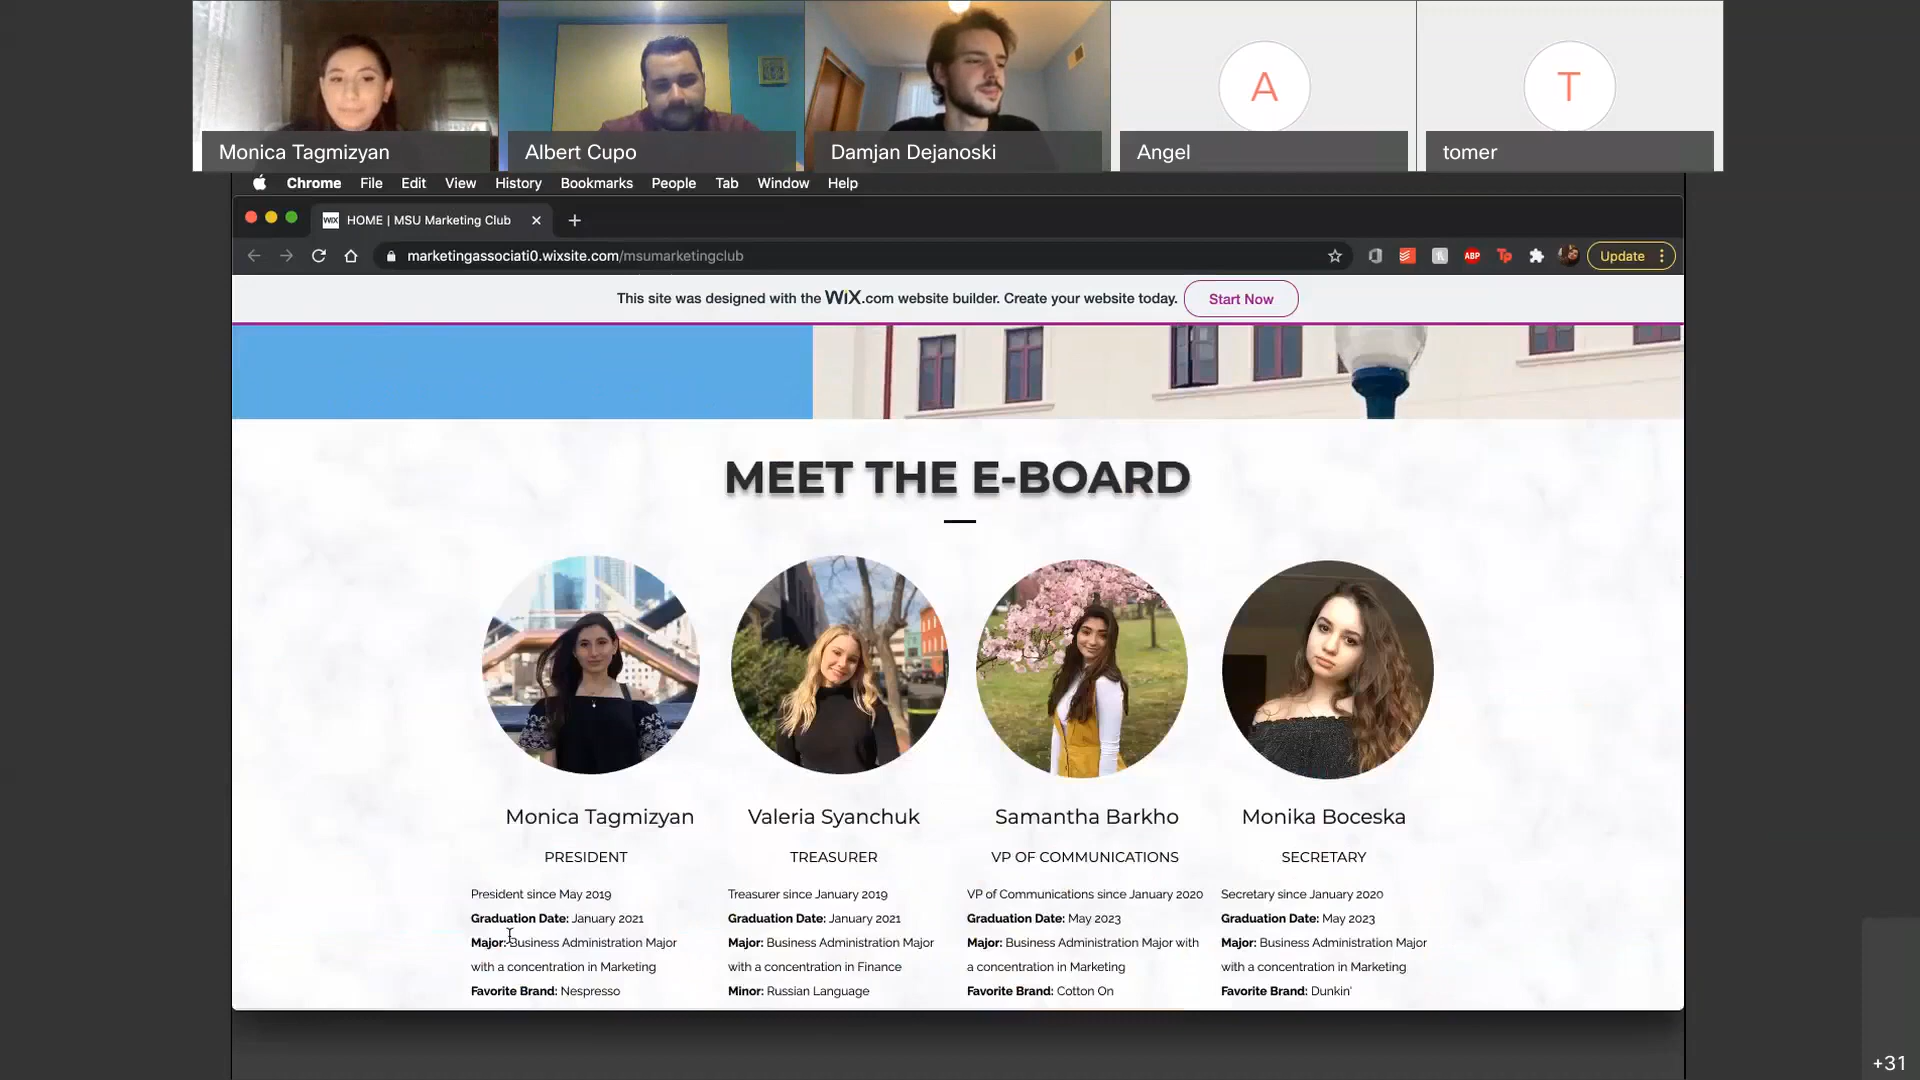 Monica Tagmizyan
Albert Cupo
Damjan Dejanoski
A
Angel
T
tomer
Chrome File Edit View History Bookmarks People Tab Window Help
WiX HOME | MSU Marketing Club
marketingassociati0.wixsite.com/msumarketingclub
ABP
Tp
Update
This site was designed with the WiX.com website builder. Create your website today. Start Now
MEET THE E-BOARD
Monica Tagmizyan
PRESIDENT
President since May 2019
Graduation Date: January 2021
Major: Business Administration Major
with a concentration in Marketing
Favorite Brand: Nespresso
Valeria Syanchuk
TREASURER
Treasurer since January 2019
Graduation Date: January 2021
Major: Business Administration Major
with a concentration in Finance
Minor: Russian Language
Samantha Barkho
VP OF COMMUNICATIONS
VP of Communications since January 2020
Graduation Date: May 2023
Major: Business Administration Major with
a concentration in Marketing
Favorite Brand: Cotton On
Monika Boceska
SECRETARY
Secretary since January 2020
Graduation Date: May 2023
Major: Business Administration Major
with a concentration in Marketing
Favorite Brand: Dunkin'
+31